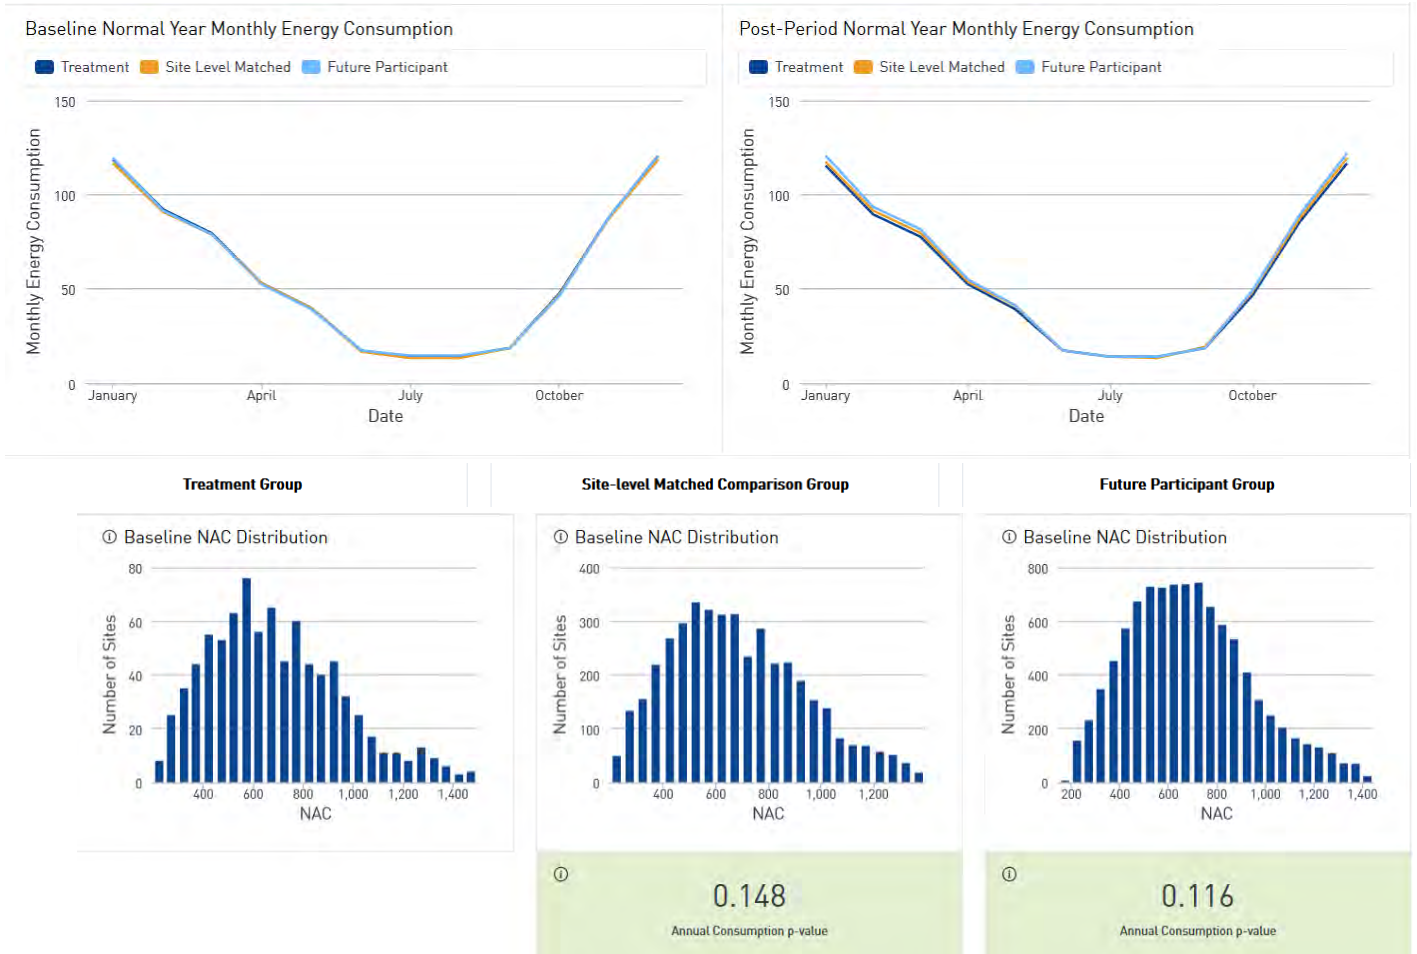 Baseline Normal Year Monthly Energy Consumption
Treatment Site Level Matched Future Participant
150
100
50
0
Monthly Energy Consumption
January April July October
Date
Post-Period Normal Year Monthly Energy Consumption
Treatment Site Level Matched Future Participant
150
100
50
0
Monthly Energy Consumption
January April July October
Date
Treatment Group
Baseline NAC Distribution
80
60
40
20
0
Number of Sites
400 600 800 1,000 1,200 1,400
NAC
Site-level Matched Comparison Group
Baseline NAC Distribution
400
300
200
100
0
Number of Sites
400 600 800 1,000 1,200
NAC
0.148
Annual Consumption p-value
Future Participant Group
Baseline NAC Distribution
800
600
400
200
0
Number of Sites
200 400 600 800 1,000 1,200 1,400
NAC
0.116
Annual Consumption p-value